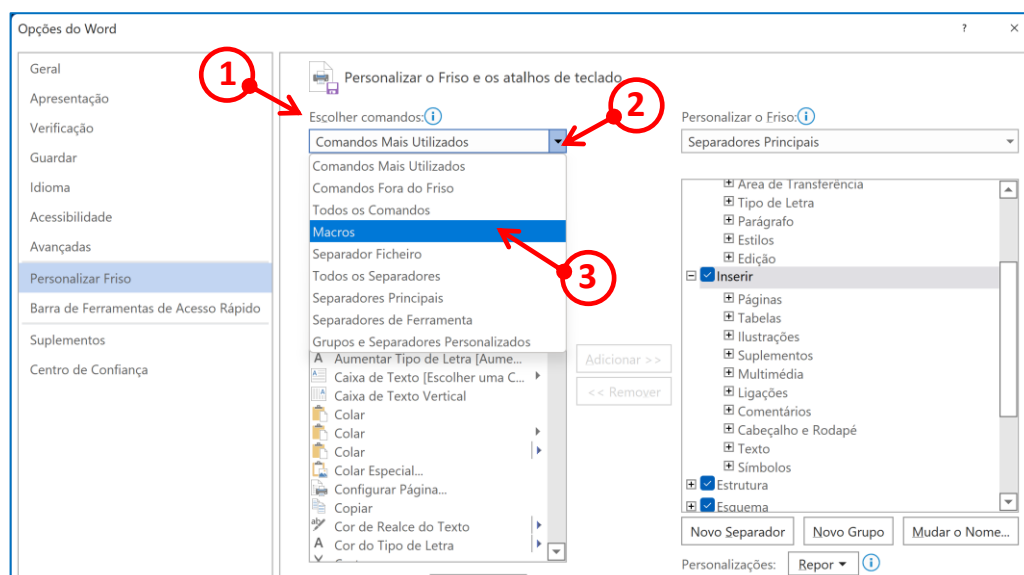 Opções do Word
?
×
Geral
Apresentação
Verificação
Guardar
Idioma
Acessibilidade
Avançadas
Personalizar Friso
Barra de Ferramentas de Acesso Rápido
Suplementos
Centro de Confiança
1
2
3
Personalizar o Friso e os atalhos de teclado
Escolher comandos:
Comandos Mais Utilizados
Comandos Mais Utilizados
Comandos Fora do Friso
Todos os Comandos
Macros
Separador Ficheiro
Todos os Separadores
Separadores Principais
Separadores de Ferramenta
Grupos e Separadores Personalizados
Aumentar Tipo de Letra [Aume...
Caixa de Texto [Escolher uma C...
Caixa de Texto Vertical
Colar
Colar
Colar
Colar Especial...
Configurar Página...
Copiar
Cor de Realce do Texto
Cor do Tipo de Letra
Adicionar >>
<< Remover
Personalizar o Friso:
Separadores Principais
Área de Transferência
Tipo de Letra
Parágrafo
Estilos
Edição
Inserir
Páginas
Tabelas
Ilustrações
Suplementos
Multimédia
Ligações
Comentários
Cabeçalho e Rodapé
Texto
Símbolos
Estrutura
Esquema
Novo Separador
Novo Grupo
Mudar o Nome...
Personalizações:
Repor